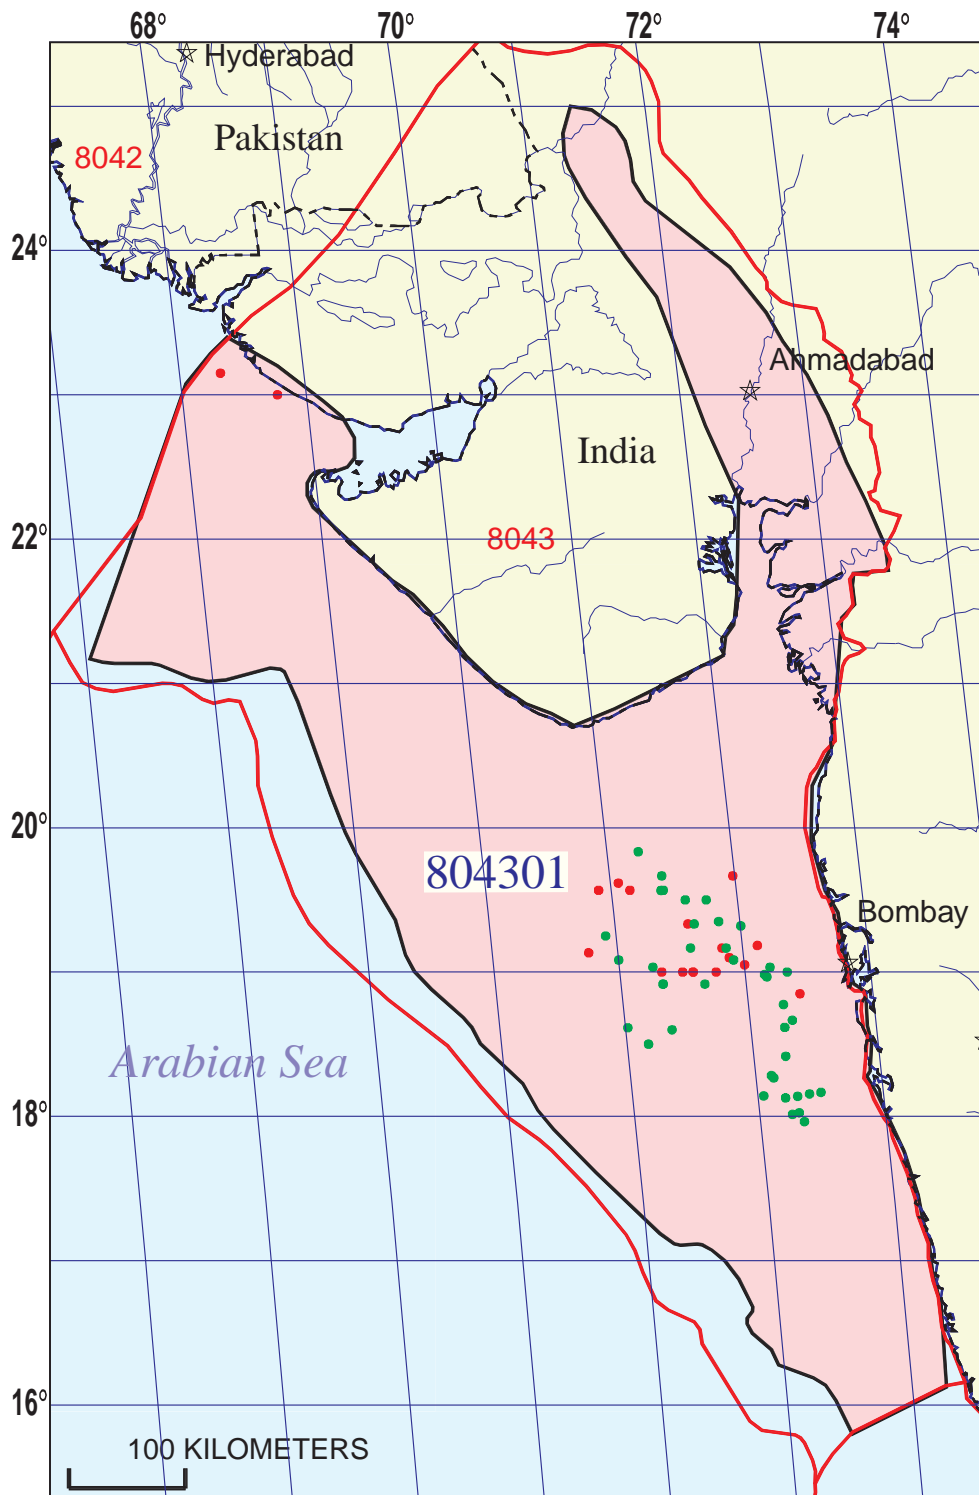 68° 70° 72° 74°
Hyderabad
Pakistan
8042
24°
Ahmadabad
India
22°
8043
20°
804301
Bombay
Arabian Sea
18°
16°
100 KILOMETERS